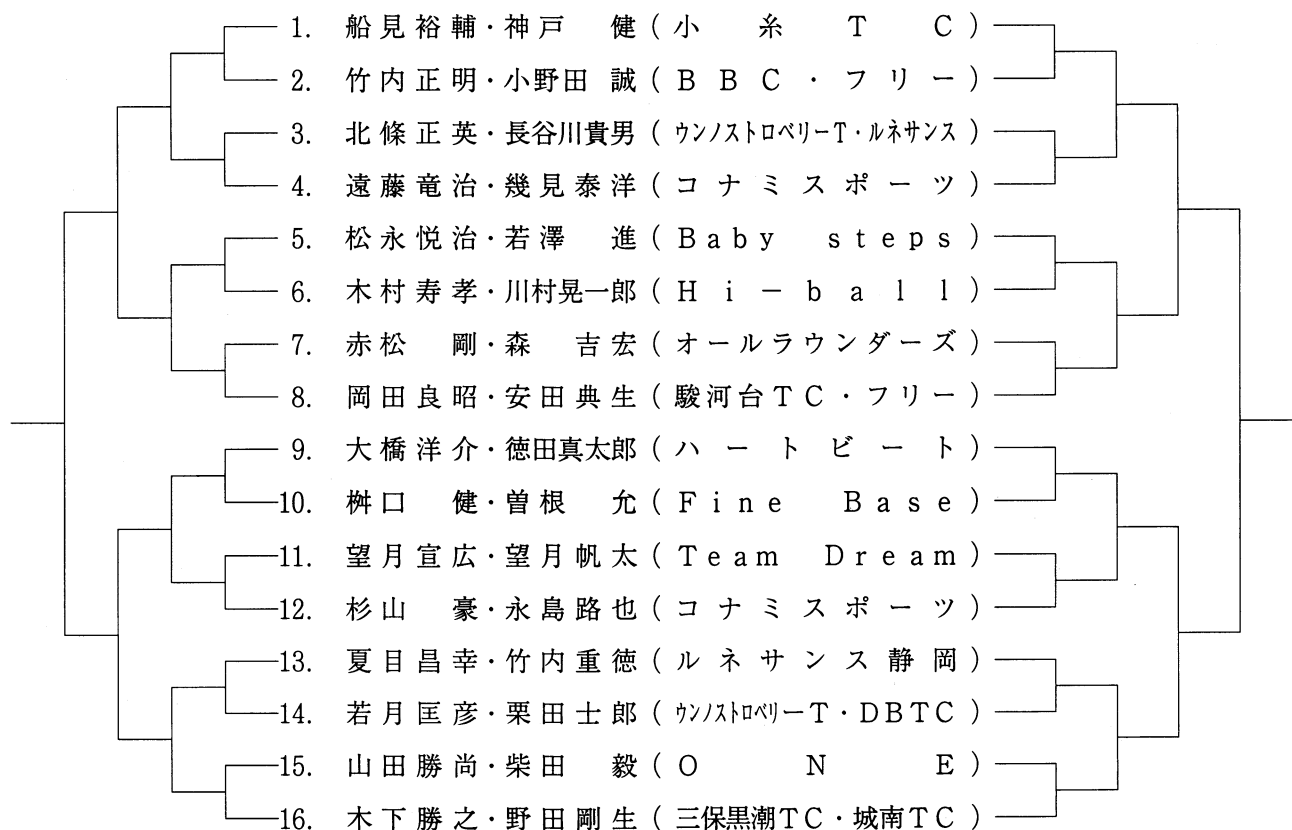 1. 船見裕輔・神戸 健 (小糸TC)
2. 竹内正明・小野田 誠 (BBC・フリー)
3. 北條正英・長谷川貴男 (ウンノストロベリーT・ルネサンス)
4. 遠藤竜治・幾見泰洋 (コナミスポーツ)
5. 松永悦治・若澤 進 (Baby steps)
6. 木村寿孝・川村晃一郎 (Hi－ball)
7. 赤松 剛・森 吉宏 (オールラウンダーズ)
8. 岡田良昭・安田典生 (駿河台TC・フリー)
9. 大橋洋介・徳田真太郎 (ハートビート)
10. 桝口 健・曽根 允 (Fine Base)
11. 望月宣広・望月帆太 (Team Dream)
12. 杉山 豪・永島路也 (コナミスポーツ)
13. 夏目昌幸・竹内重徳 (ルネサンス静岡)
14. 若月匡彦・栗田士郎 (ウンノストロベリーT・DBTC)
15. 山田勝尚・柴田 毅 (ONE)
16. 木下勝之・野田剛生 (三保黒潮TC・城南TC)